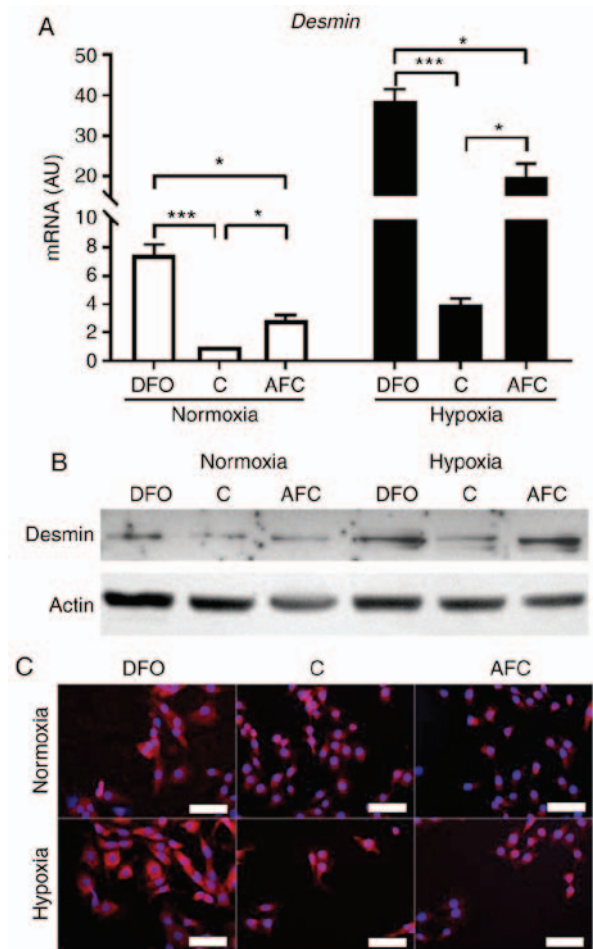 A
Desmin
mRNA (AU)
50
40
30
20
10
8
6
4
2
0
*
***
*
*
***
*
DFO C AFC DFO C AFC
Normoxia Hypoxia
B
Normoxia Hypoxia
DFO C AFC DFO C AFC
Desmin
Actin
C
DFO C AFC
Normoxia
Hypoxia